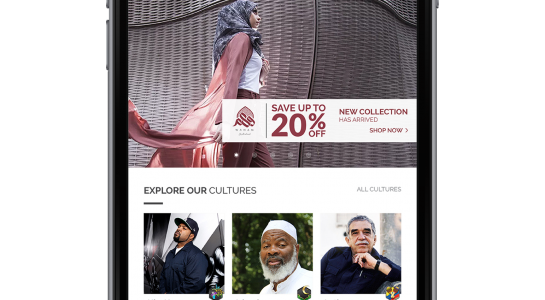 SAVE UP TO
20% OFF
NEW COLLECTION
HAS ARRIVED
SHOP NOW >
EXPLORE OUR CULTURES
ALL CULTURES